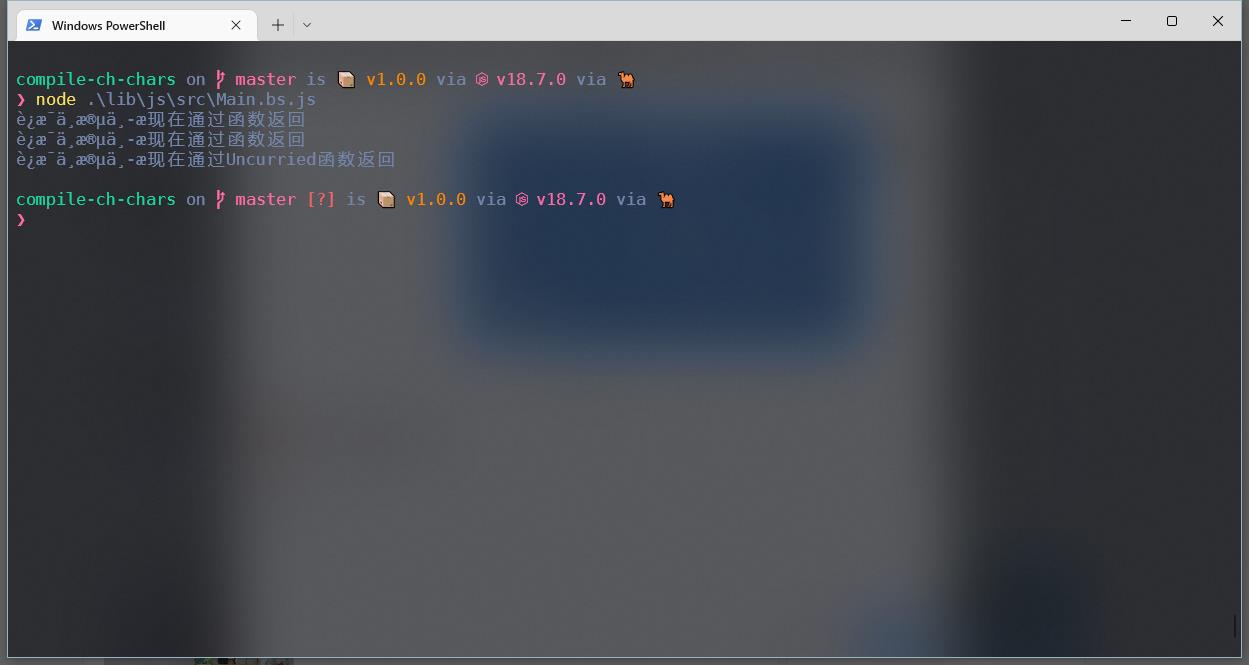 Windows PowerShell
compile-ch-chars on master is 📦 v1.0.0 via v18.7.0 via 🐫
❯ node .\lib\js\src\Main.bs.js
è¿æ¯ä¸æ®µä¸­-æ现在通过函数返回
è¿æ¯ä¸æ®µä¸­-æ现在通过函数返回
è¿æ¯ä¸æ®µä¸­-æ现在通过Uncurried函数返回
compile-ch-chars on master [?] is 📦 v1.0.0 via v18.7.0 via 🐫
❯